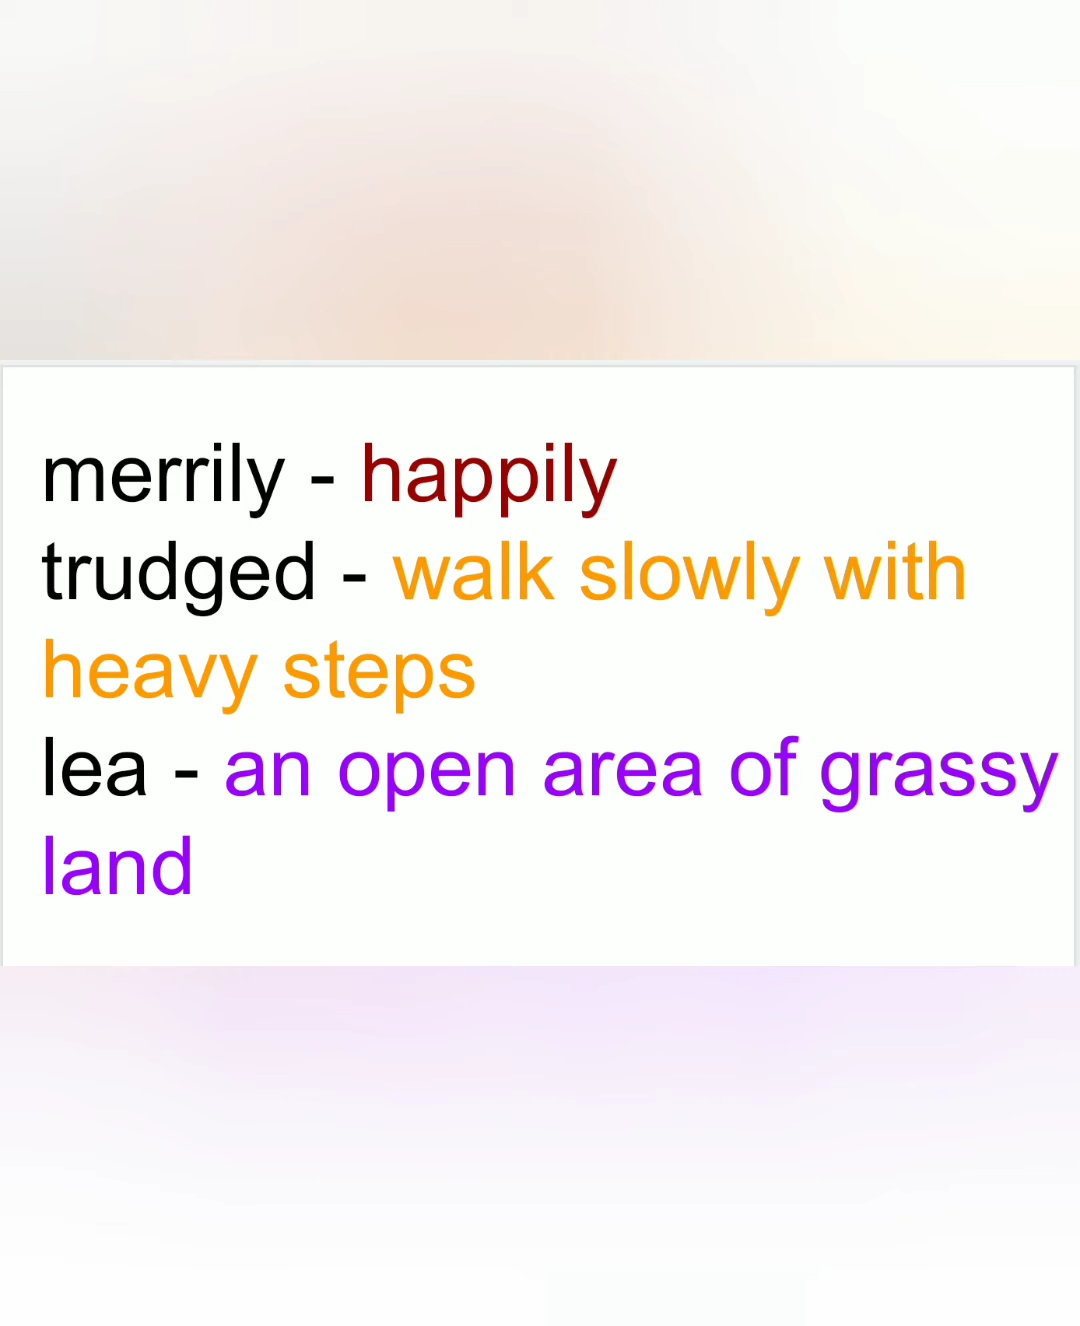 merrily - happily
trudged - walk slowly with
heavy steps
lea - an open area of grassy
land